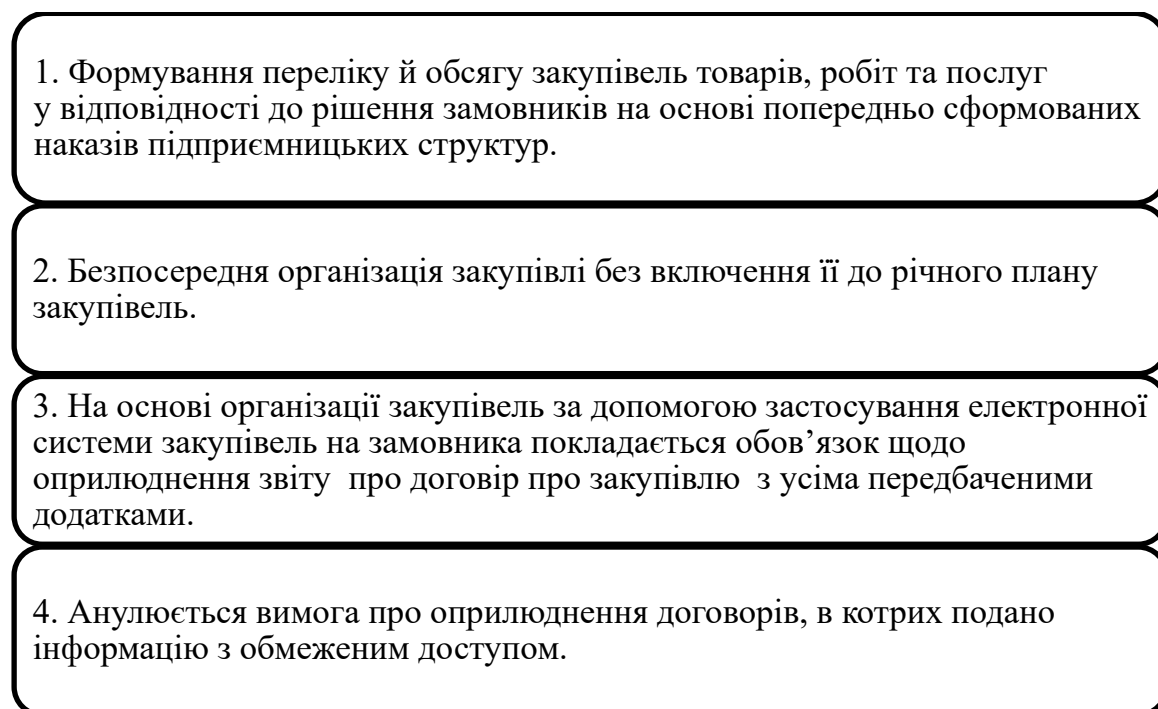 1. Формування переліку й обсягу закупівель товарів, робіт та послуг
у відповідності до рішення замовників на основі попередньо сформованих
наказів підприємницьких структур.
2. Безпосередня організація закупівлі без включення її до річного плану
закупівель.
3. На основі організації закупівель за допомогою застосування електронної
системи закупівель на замовника покладається обов’язок щодо
оприлюднення звіту  про договір про закупівлю  з усіма передбаченими
додатками.
4. Анулюється вимога про оприлюднення договорів, в котрих подано
інформацію з обмеженим доступом.